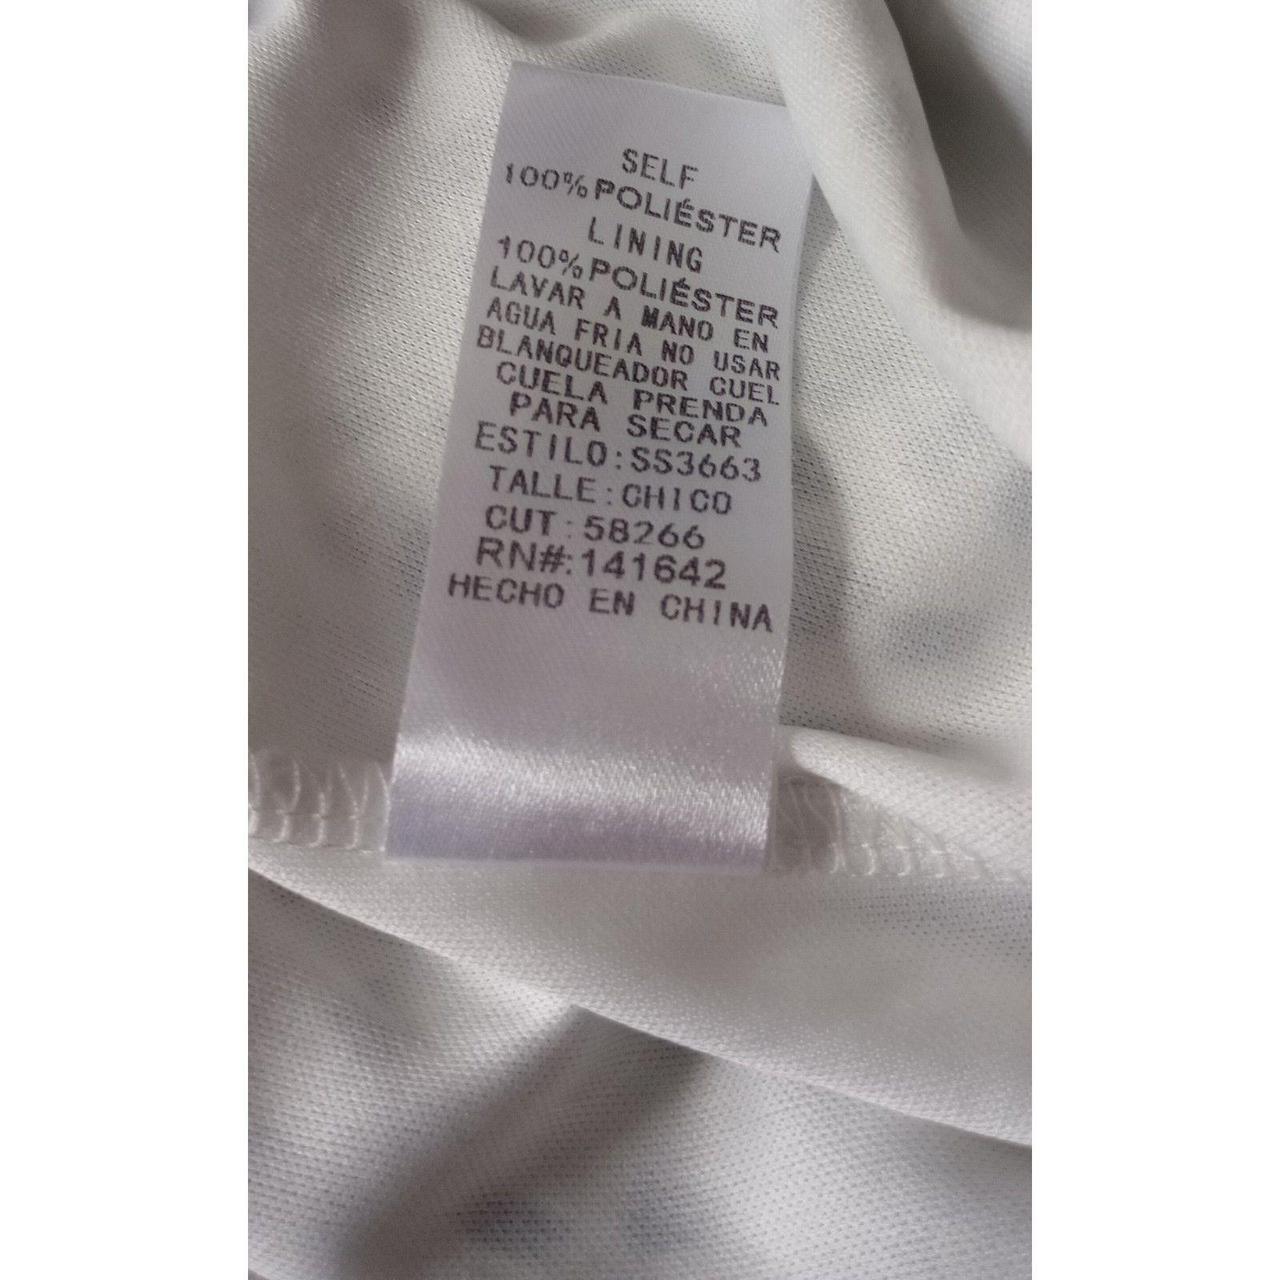 SELF
100%POLIÉSTER
LINING
100%POLIÉSTER
LAVAR A MANO EN
AGUA FRIA NO USAR
BLANQUEADOR CUEL
CUELA PRENDA
PARA SECAR
ESTILO:SS3663
TALLE:CHICO
CUT:58266
RN#:141642
HECHO EN CHINA